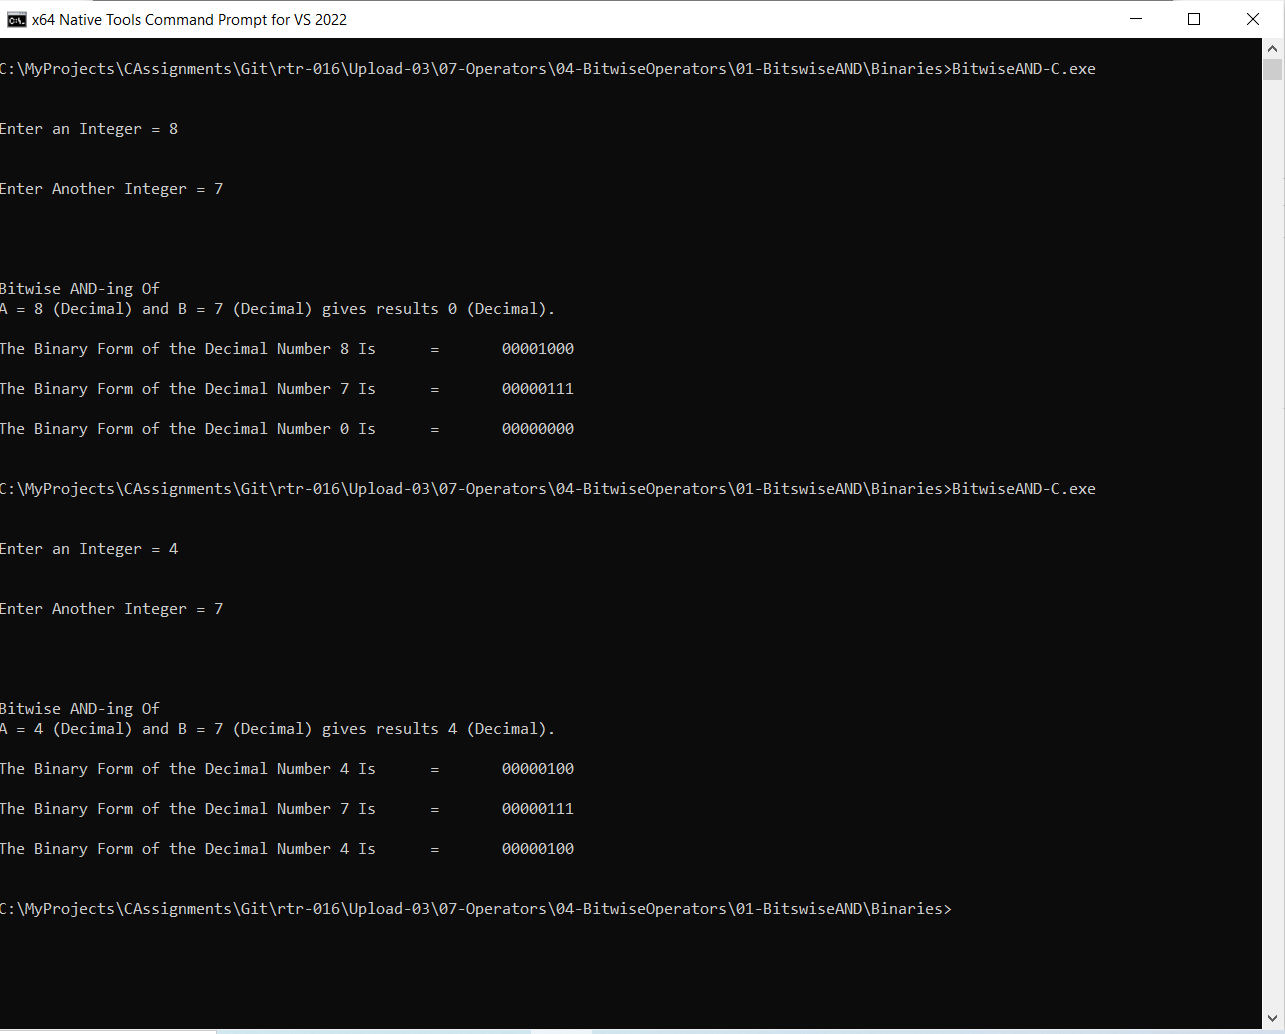 x64 Native Tools Command Prompt for VS 2022
C:\MyProjects\CAssignments\Git\rtr-016\Upload-03\07-Operators\04-BitwiseOperators\01-BitswiseAND\Binaries>BitwiseAND-C.exe
Enter an Integer = 8
Enter Another Integer = 7
Bitwise AND-ing Of
A = 8 (Decimal) and B = 7 (Decimal) gives results 0 (Decimal).
The Binary Form of the Decimal Number 8 Is = 00001000
The Binary Form of the Decimal Number 7 Is = 00000111
The Binary Form of the Decimal Number 0 Is = 00000000
C:\MyProjects\CAssignments\Git\rtr-016\Upload-03\07-Operators\04-BitwiseOperators\01-BitswiseAND\Binaries>BitwiseAND-C.exe
Enter an Integer = 4
Enter Another Integer = 7
Bitwise AND-ing Of
A = 4 (Decimal) and B = 7 (Decimal) gives results 4 (Decimal).
The Binary Form of the Decimal Number 4 Is = 00000100
The Binary Form of the Decimal Number 7 Is = 00000111
The Binary Form of the Decimal Number 4 Is = 00000100
C:\MyProjects\CAssignments\Git\rtr-016\Upload-03\07-Operators\04-BitwiseOperators\01-BitswiseAND\Binaries>